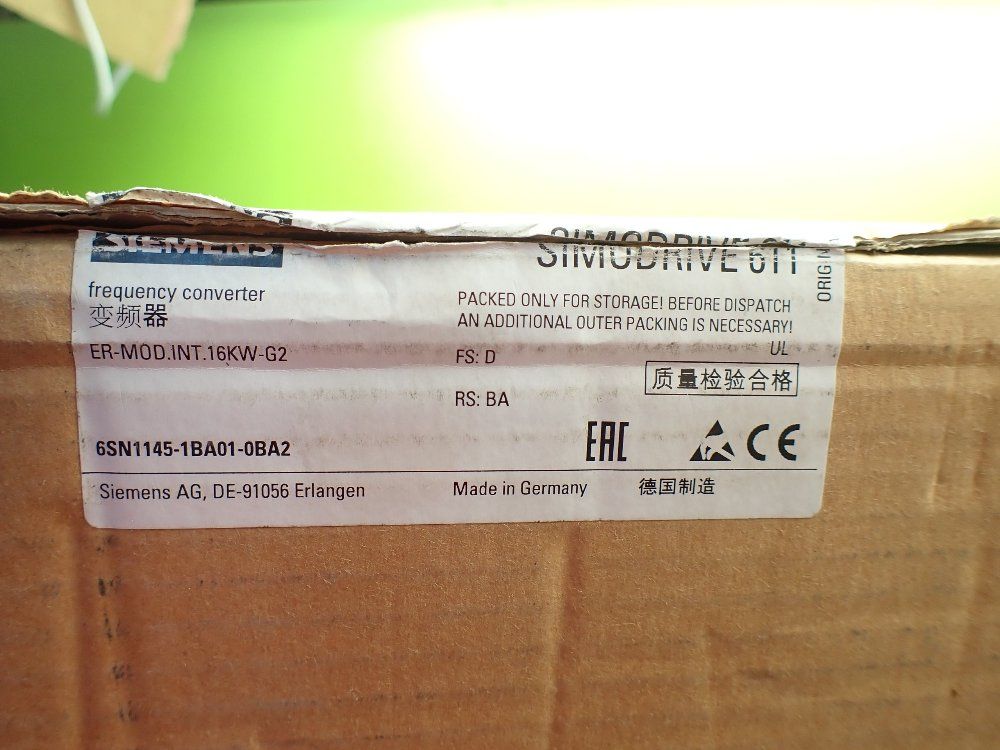 SIEMENS
SIMODRIVE 611
ORIGIN
frequency converter
变频器
PACKED ONLY FOR STORAGE! BEFORE DISPATCH
AN ADDITIONAL OUTER PACKING IS NECESSARY!
UL
ER-MOD.INT.16KW-G2
FS: D
质量检验合格
RS: BA
6SN1145-1BA01-0BA2
EAC
CE
Siemens AG, DE-91056 Erlangen
Made in Germany
德国制造